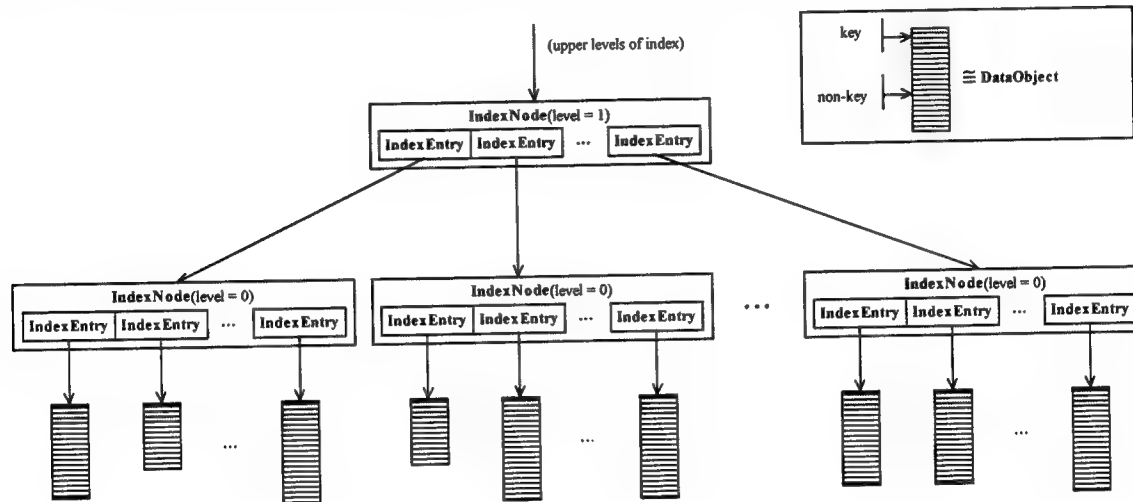 (upper levels of index)
key
non-key
≅ DataObject
IndexNode(level = 1)
IndexEntry IndexEntry ... IndexEntry
IndexNode(level = 0)
IndexEntry IndexEntry ... IndexEntry
...
IndexNode(level = 0)
IndexEntry IndexEntry ... IndexEntry
...
...
IndexNode(level = 0)
IndexEntry IndexEntry ... IndexEntry
...